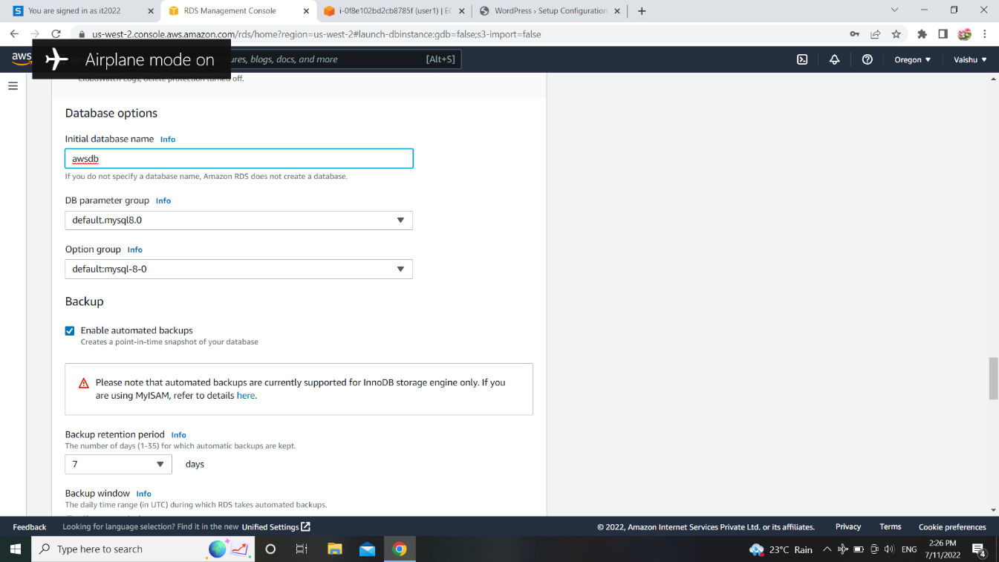 You are signed in as it2022
RDS Management Console
i-0f8e102bd2cb8785f (user1) | EC
WordPress › Setup Configuration
us-west-2.console.aws.amazon.com/rds/home?region=us-west-2#launch-dbinstance:gdb=false;s3-import=false
aws
Airplane mode on
ures, blogs, docs, and more
[Alt+S]
Oregon
Vaishu
CloudWatch Logs, delete protection turned off.
Database options
Initial database name Info
awsdb
If you do not specify a database name, Amazon RDS does not create a database.
DB parameter group Info
default.mysql8.0
Option group Info
default:mysql-8-0
Backup
Enable automated backups
Creates a point-in-time snapshot of your database
Please note that automated backups are currently supported for InnoDB storage engine only. If you
are using MyISAM, refer to details here.
Backup retention period Info
The number of days (1-35) for which automatic backups are kept.
7 days
Backup window Info
The daily time range (in UTC) during which RDS takes automated backups.
Feedback
Looking for language selection? Find it in the new Unified Settings
© 2022, Amazon Internet Services Private Ltd. or its affiliates.
Privacy
Terms
Cookie preferences
Type here to search
23°C Rain
ENG
2:26 PM
7/11/2022
4